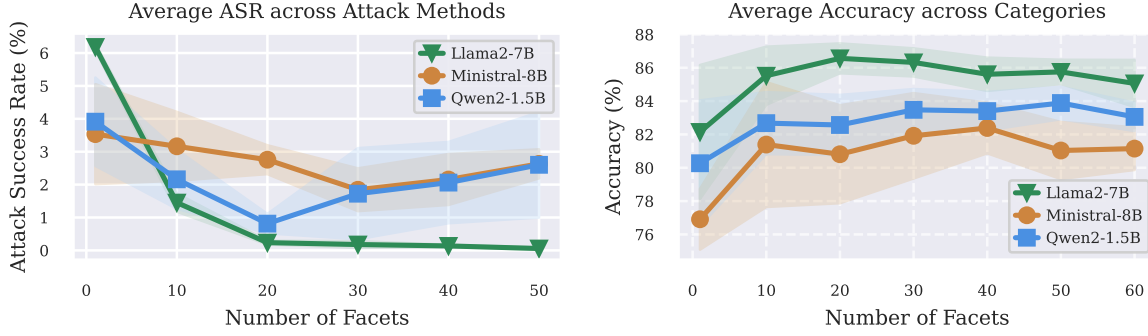 Average ASR across Attack Methods
Attack Success Rate (%)
6
5
4
3
2
1
0
Llama2-7B
Ministral-8B
Qwen2-1.5B
0 10 20 30 40 50
Number of Facets
Average Accuracy across Categories
Accuracy (%)
88
86
84
82
80
78
76
Llama2-7B
Ministral-8B
Qwen2-1.5B
0 10 20 30 40 50 60
Number of Facets